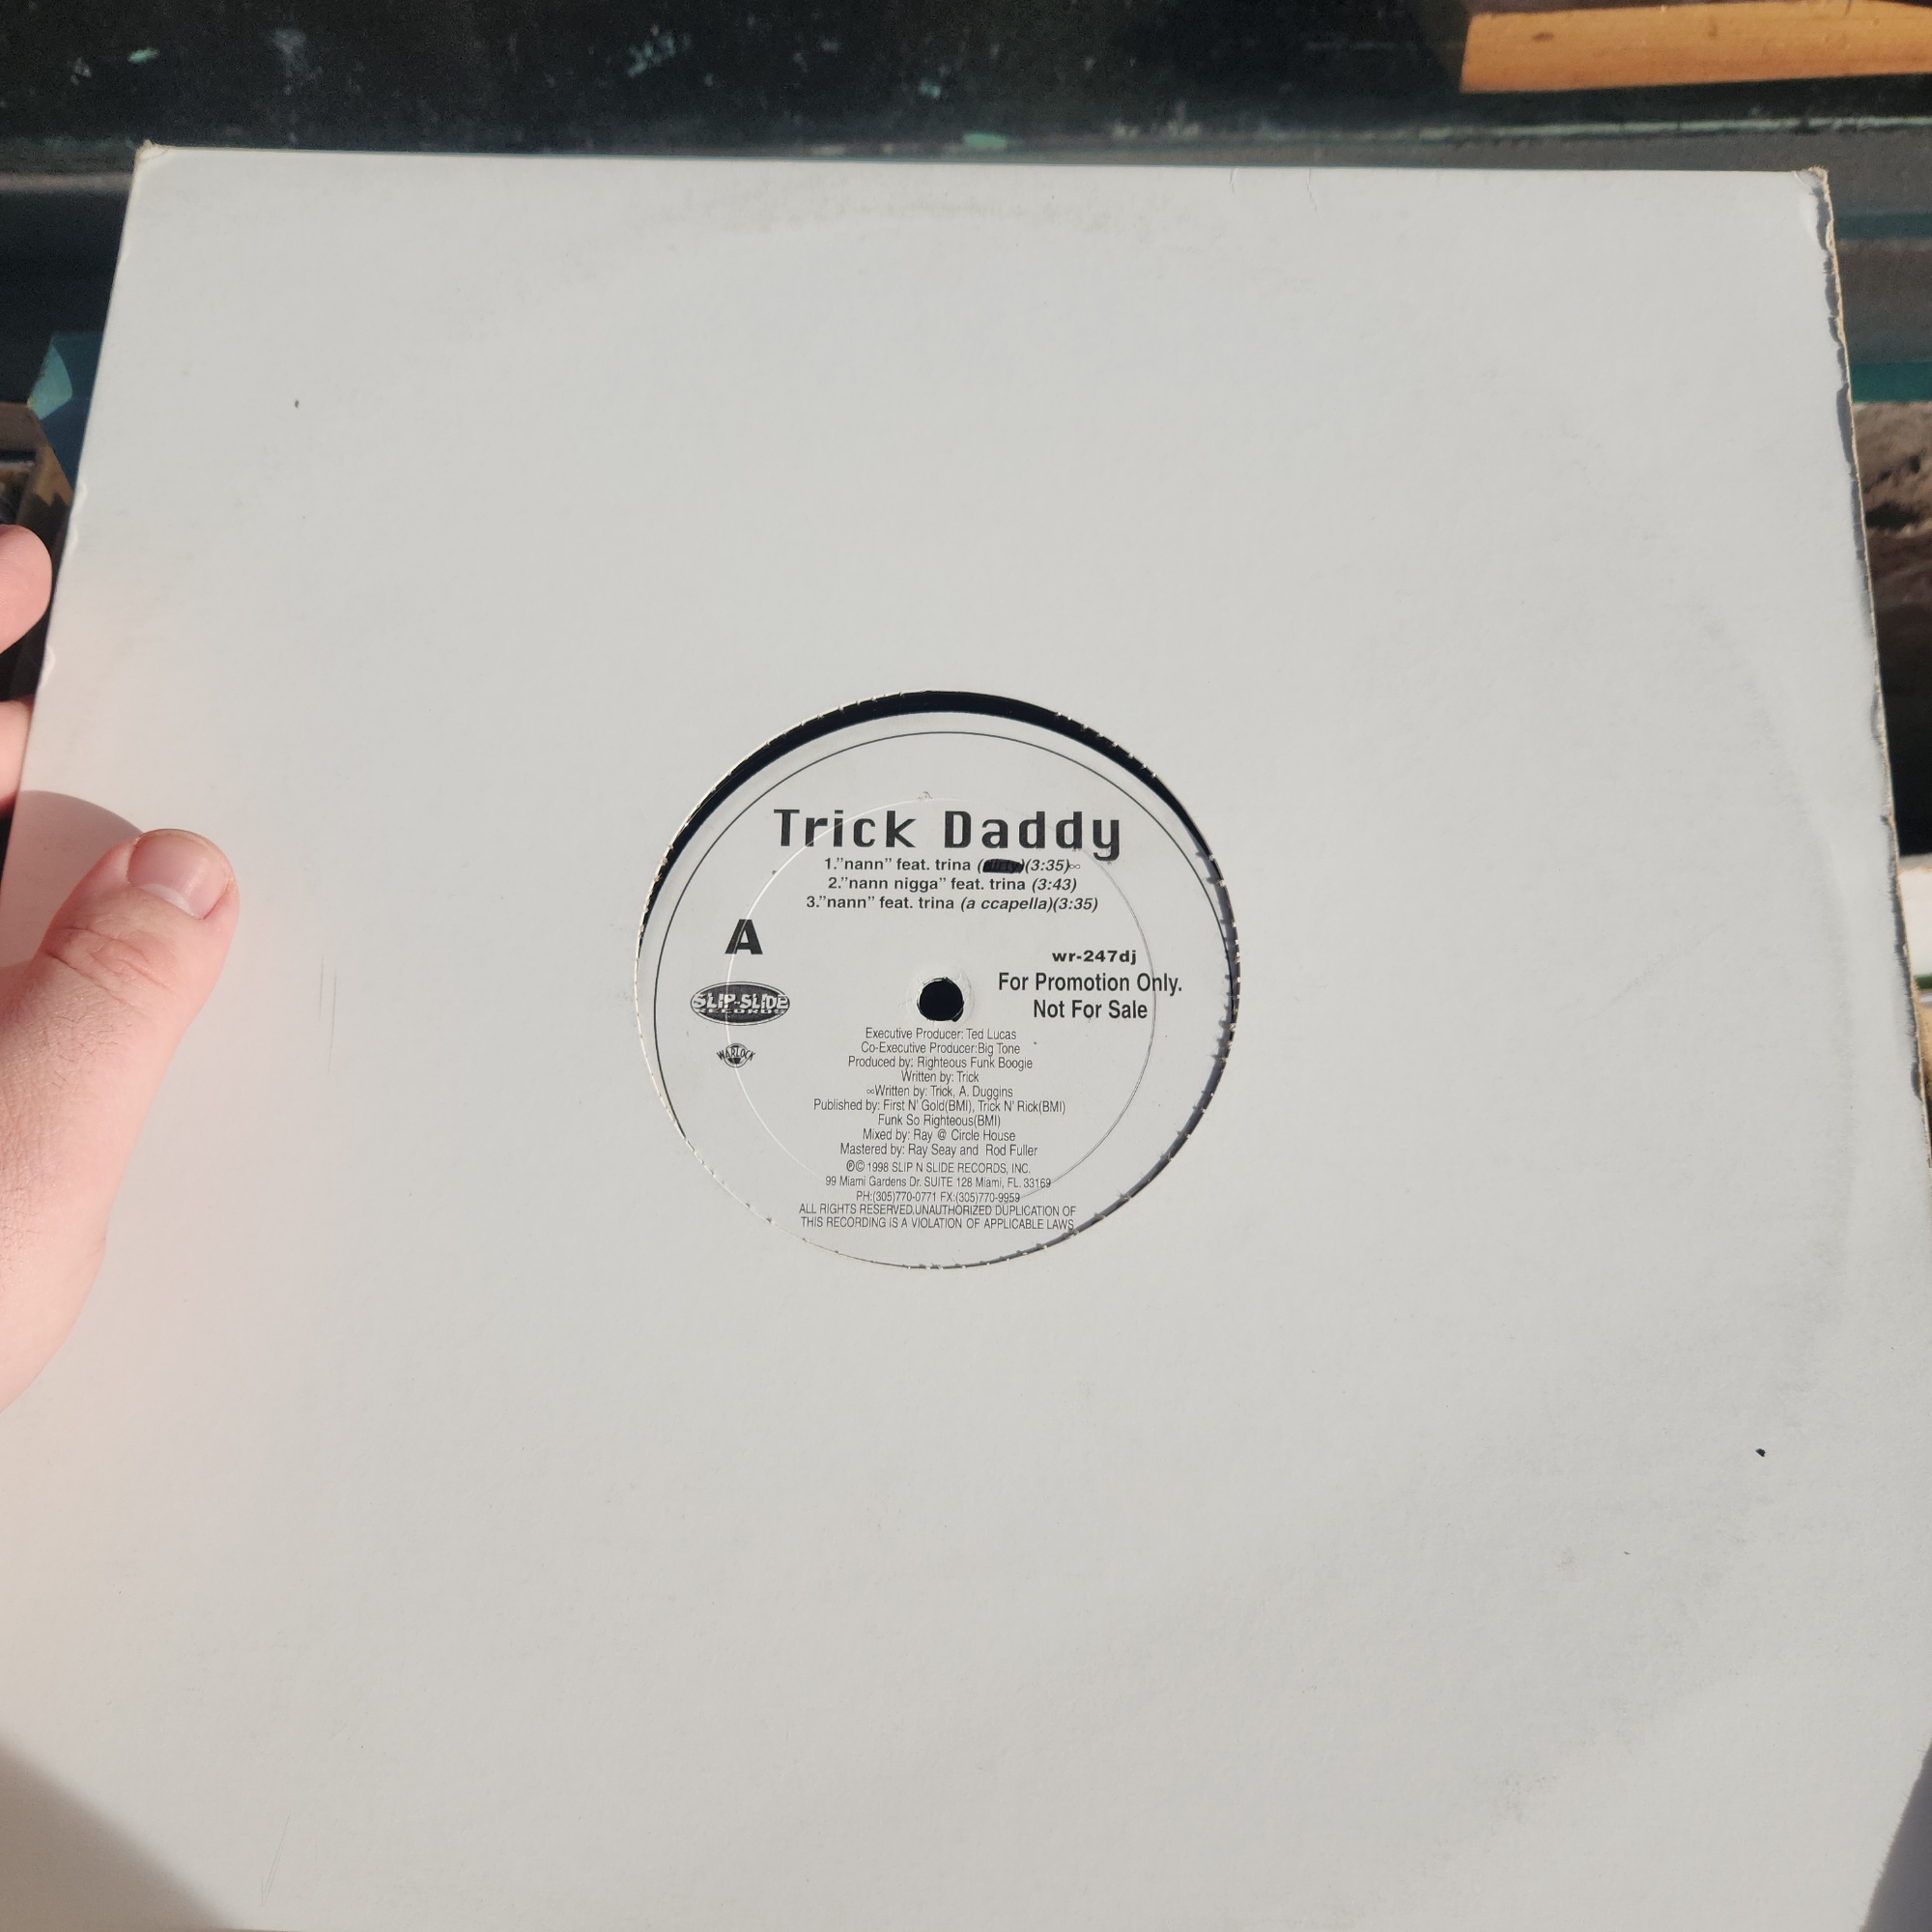 Trick Daddy
1."nann" feat. trina (dirty)(3:35)∞
2."nann nigga" feat. trina (3:43)
3."nann" feat. trina (a ccapella)(3:35)
A
wr-247dj
For Promotion Only.
Not For Sale
SLIP-N-SLIDE
RECORDS
WARLOCK
Executive Producer: Ted Lucas
Co-Executive Producer:Big Tone
Produced by: Righteous Funk Boogie
Written by: Trick
∞Written by: Trick, A. Duggins
Published by: First N' Gold(BMI), Trick N' Rick(BMI)
Funk So Righteous(BMI)
Mixed by: Ray @ Circle House
Mastered by: Ray Seay and Rod Fuller
℗© 1998 SLIP N SLIDE RECORDS, INC.
99 Miami Gardens Dr. SUITE 128 Miami, FL. 33169
PH:(305)770-0771 FX:(305)770-9959
ALL RIGHTS RESERVED.UNAUTHORIZED DUPLICATION OF
THIS RECORDING IS A VIOLATION OF APPLICABLE LAWS